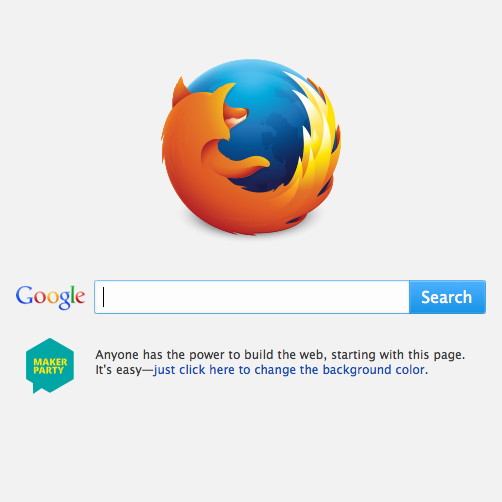 Google
Search
MAKER
PARTY
Anyone has the power to build the web, starting with this page.
It's easy—just click here to change the background color.